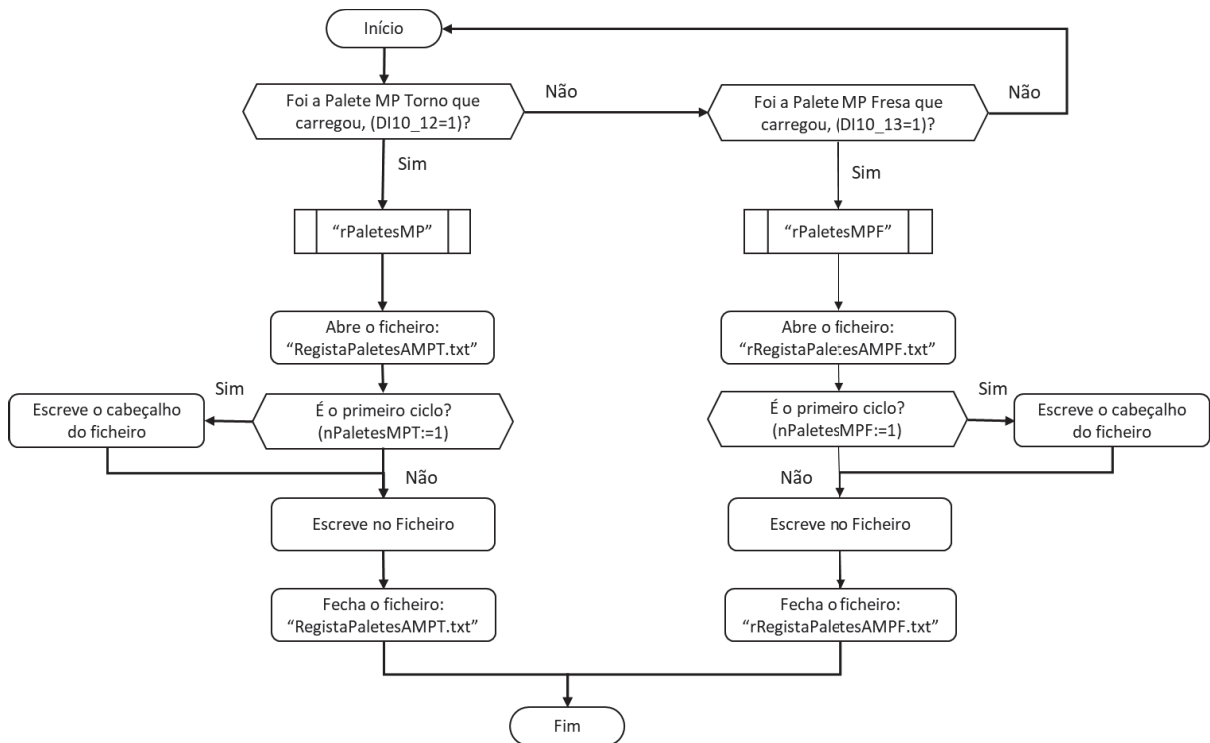 Início
Foi a Palete MP Torno que
carregou, (DI10_12=1)?
Não
Foi a Palete MP Fresa que
carregou, (DI10_13=1)?
Não
Sim
Sim
“rPaletesMP”
“rPaletesMPF”
Abre o ficheiro:
“RegistaPaletesAMPT.txt”
Abre o ficheiro:
“rRegistaPaletesAMPF.txt”
Sim
Escreve o cabeçalho
do ficheiro
É o primeiro ciclo?
(nPaletesMPT:=1)
É o primeiro ciclo?
(nPaletesMPF:=1)
Sim
Escreve o cabeçalho
do ficheiro
Não
Não
Escreve no Ficheiro
Escreve no Ficheiro
Fecha o ficheiro:
“RegistaPaletesAMPT.txt”
Fecha o ficheiro:
“rRegistaPaletesAMPF.txt”
Fim